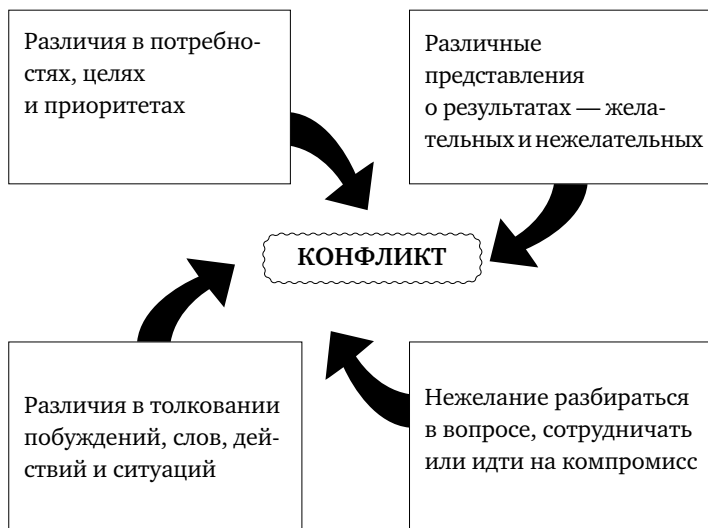 Различия в потребно-
стях, целях
и приоритетах
Различные
представления
о результатах — жела-
тельных и нежелательных
КОНФЛИКТ
Различия в толковании
побуждений, слов, дей-
ствий и ситуаций
Нежелание разбираться
в вопросе, сотрудничать
или идти на компромисс